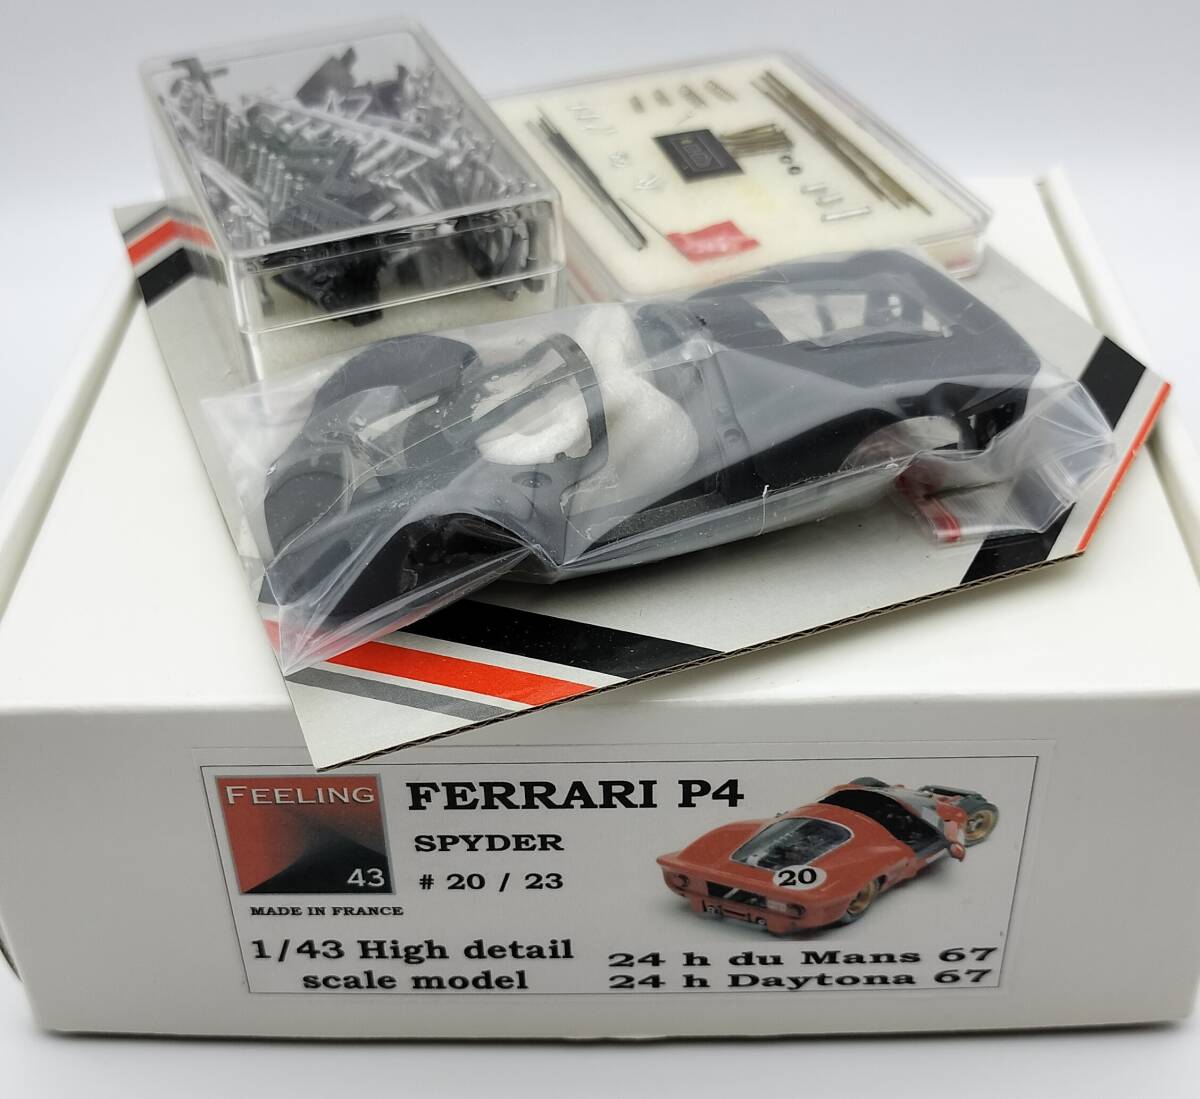 FEELING
43
MADE IN FRANCE
FERRARI P4
SPYDER
# 20 / 23
20
1/43 High detail
scale model
24 h du Mans 67
24 h Daytona 67